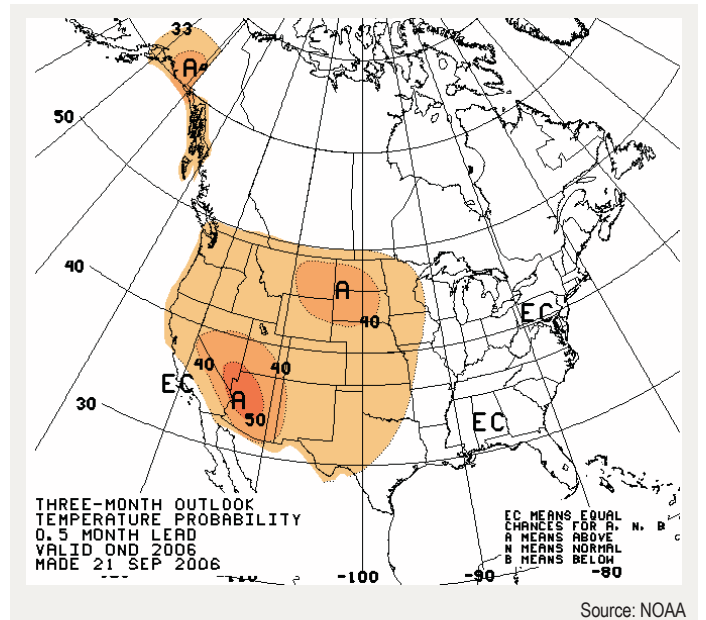 33
A
50
40
A
40
EC
40
40
EC
A
50
30
EC
THREE-MONTH OUTLOOK
TEMPERATURE PROBABILITY
0.5 MONTH LEAD
VALID OND 2006
MADE 21 SEP 2006
EC MEANS EQUAL
CHANCES FOR A, N, B
A MEANS ABOVE
N MEANS NORMAL
B MEANS BELOW
-110
-100
-90
-80
Source: NOAA